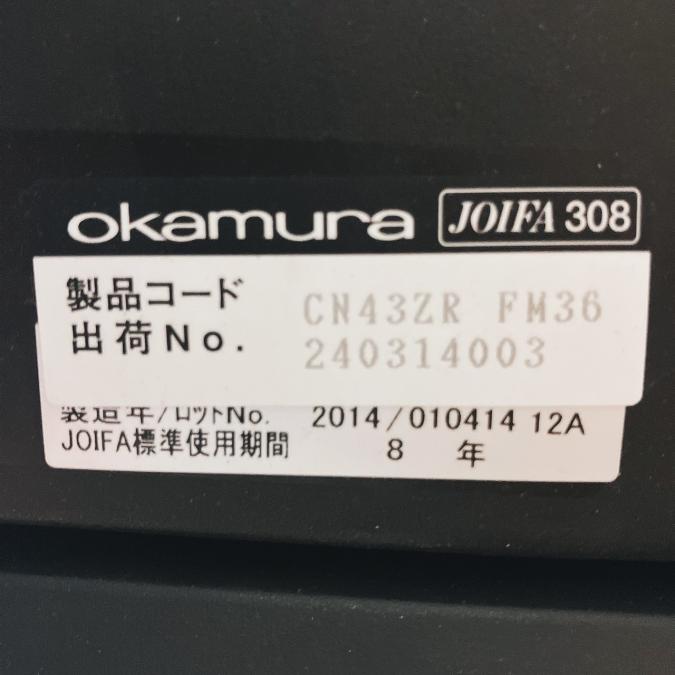 okamura JOIFA 308
製品コード CN43ZR FM36
出荷No. 240314003
製造年/ロットNo. 2014/010414 12A
JOIFA標準使用期間 8 年